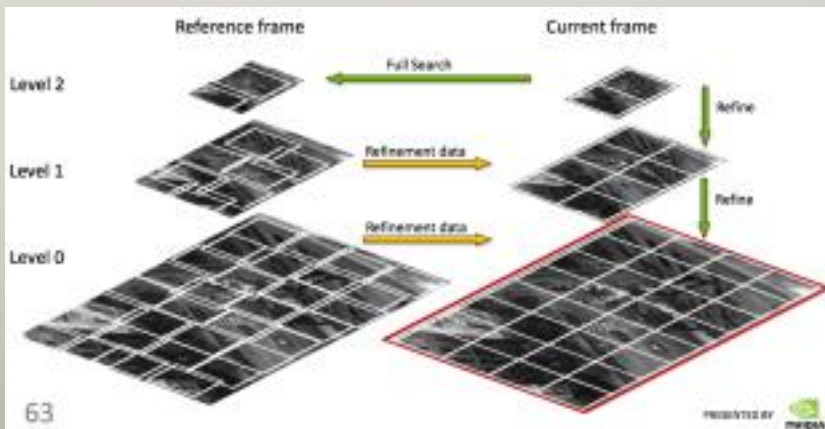 Reference frame
Current frame
Full Search
Level 2
Refine
Refinement data
Level 1
Refine
Refinement data
Level 0
63
PRESENTED BY
NVIDIA